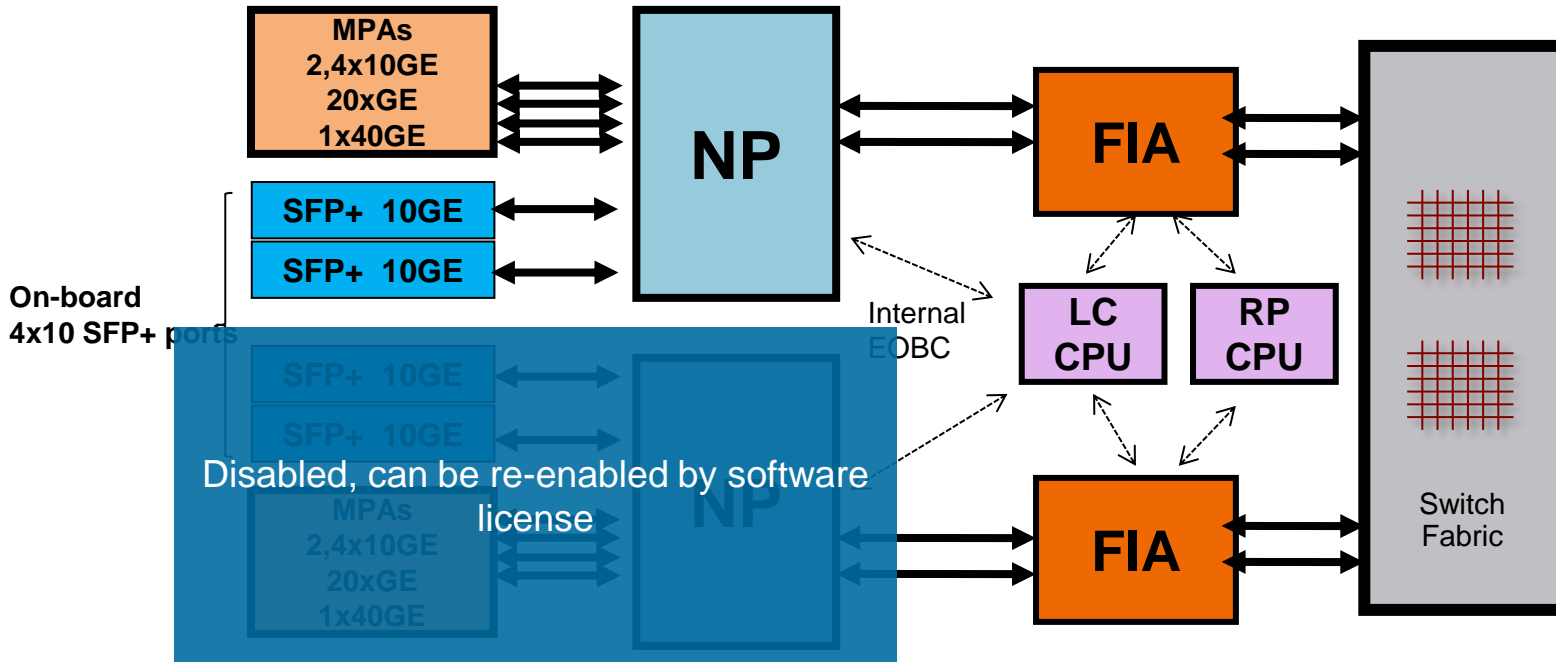 MPAs
2,4x10GE
20xGE
1x40GE
NP
FIA
SFP+ 10GE
SFP+ 10GE
On-board
4x10 SFP+ ports
Internal
EOBC
LC
CPU
RP
CPU
SFP+ 10GE
SFP+ 10GE
Disabled, can be re-enabled by software
license
NP
MPAs
2,4x10GE
20xGE
1x40GE
FIA
Switch
Fabric